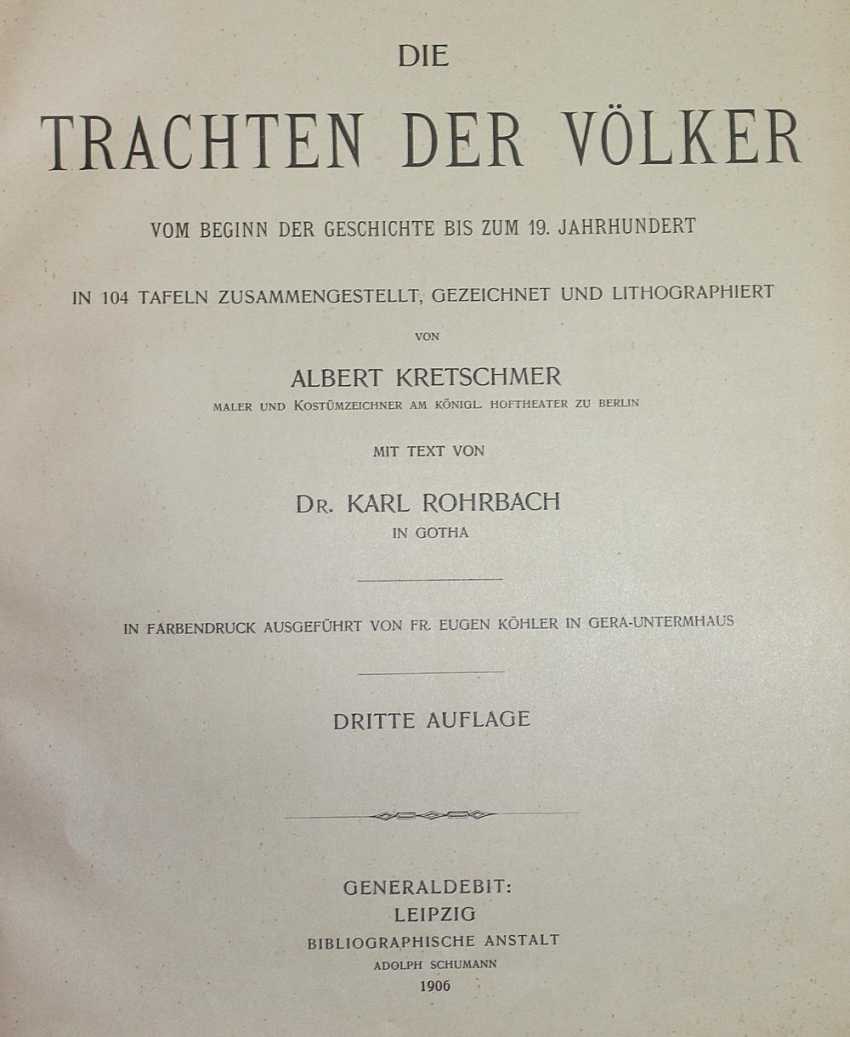 DIE
TRACHTEN DER VÖLKER
VOM BEGINN DER GESCHICHTE BIS ZUM 19. JAHRHUNDERT
IN 104 TAFELN ZUSAMMENGESTELLT, GEZEICHNET UND LITHOGRAPHIERT
VON
ALBERT KRETSCHMER
MALER UND KOSTÜMZEICHNER AM KÖNIGL. HOFTHEATER ZU BERLIN
MIT TEXT VON
DR. KARL ROHRBACH
IN GOTHA
IN FARBENDRUCK AUSGEFÜHRT VON FR. EUGEN KÖHLER IN GERA-UNTERMHAUS
DRITTE AUFLAGE
GENERALDEBIT:
LEIPZIG
BIBLIOGRAPHISCHE ANSTALT
ADOLPH SCHUMANN
1906